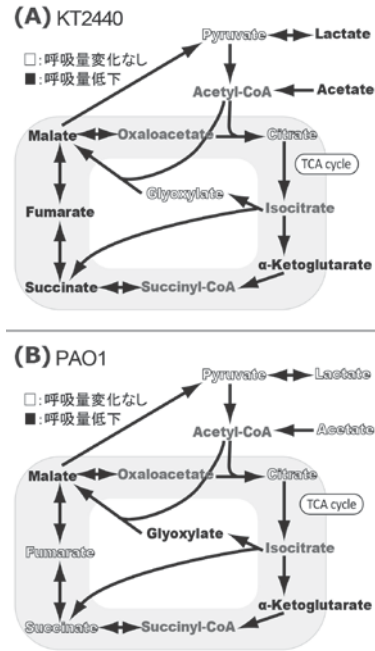 (A) KT2440
Pyruvate
Lactate
□:呼吸量変化なし
■:呼吸量低下
Acetyl-CoA
Acetate
Malate
Oxaloacetate
Citrate
TCA cycle
Glyoxylate
Isocitrate
Fumarate
α-Ketoglutarate
Succinate
Succinyl-CoA
(B) PAO1
Pyruvate
Lactate
□:呼吸量変化なし
■:呼吸量低下
Acetyl-CoA
Acetate
Malate
Oxaloacetate
Citrate
TCA cycle
Glyoxylate
Isocitrate
Fumarate
α-Ketoglutarate
Succinate
Succinyl-CoA